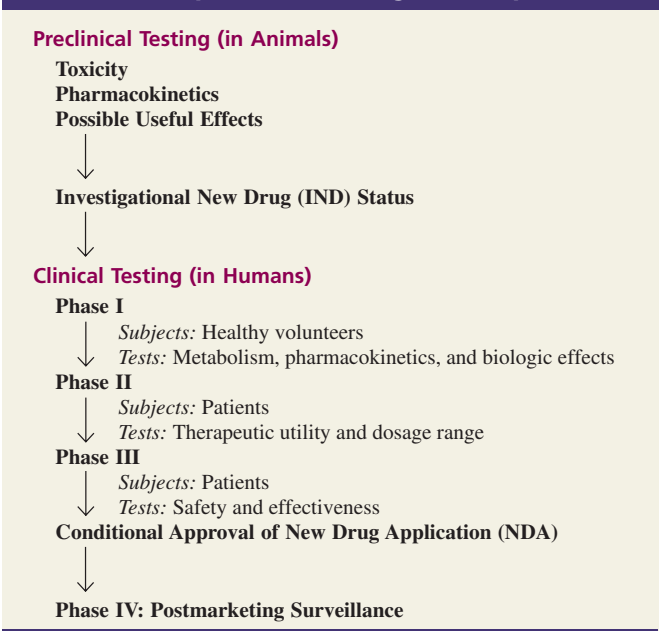 Preclinical Testing (in Animals)
Toxicity
Pharmacokinetics
Possible Useful Effects
Investigational New Drug (IND) Status
Clinical Testing (in Humans)
Phase I
Subjects: Healthy volunteers
Tests: Metabolism, pharmacokinetics, and biologic effects
Phase II
Subjects: Patients
Tests: Therapeutic utility and dosage range
Phase III
Subjects: Patients
Tests: Safety and effectiveness
Conditional Approval of New Drug Application (NDA)
Phase IV: Postmarketing Surveillance